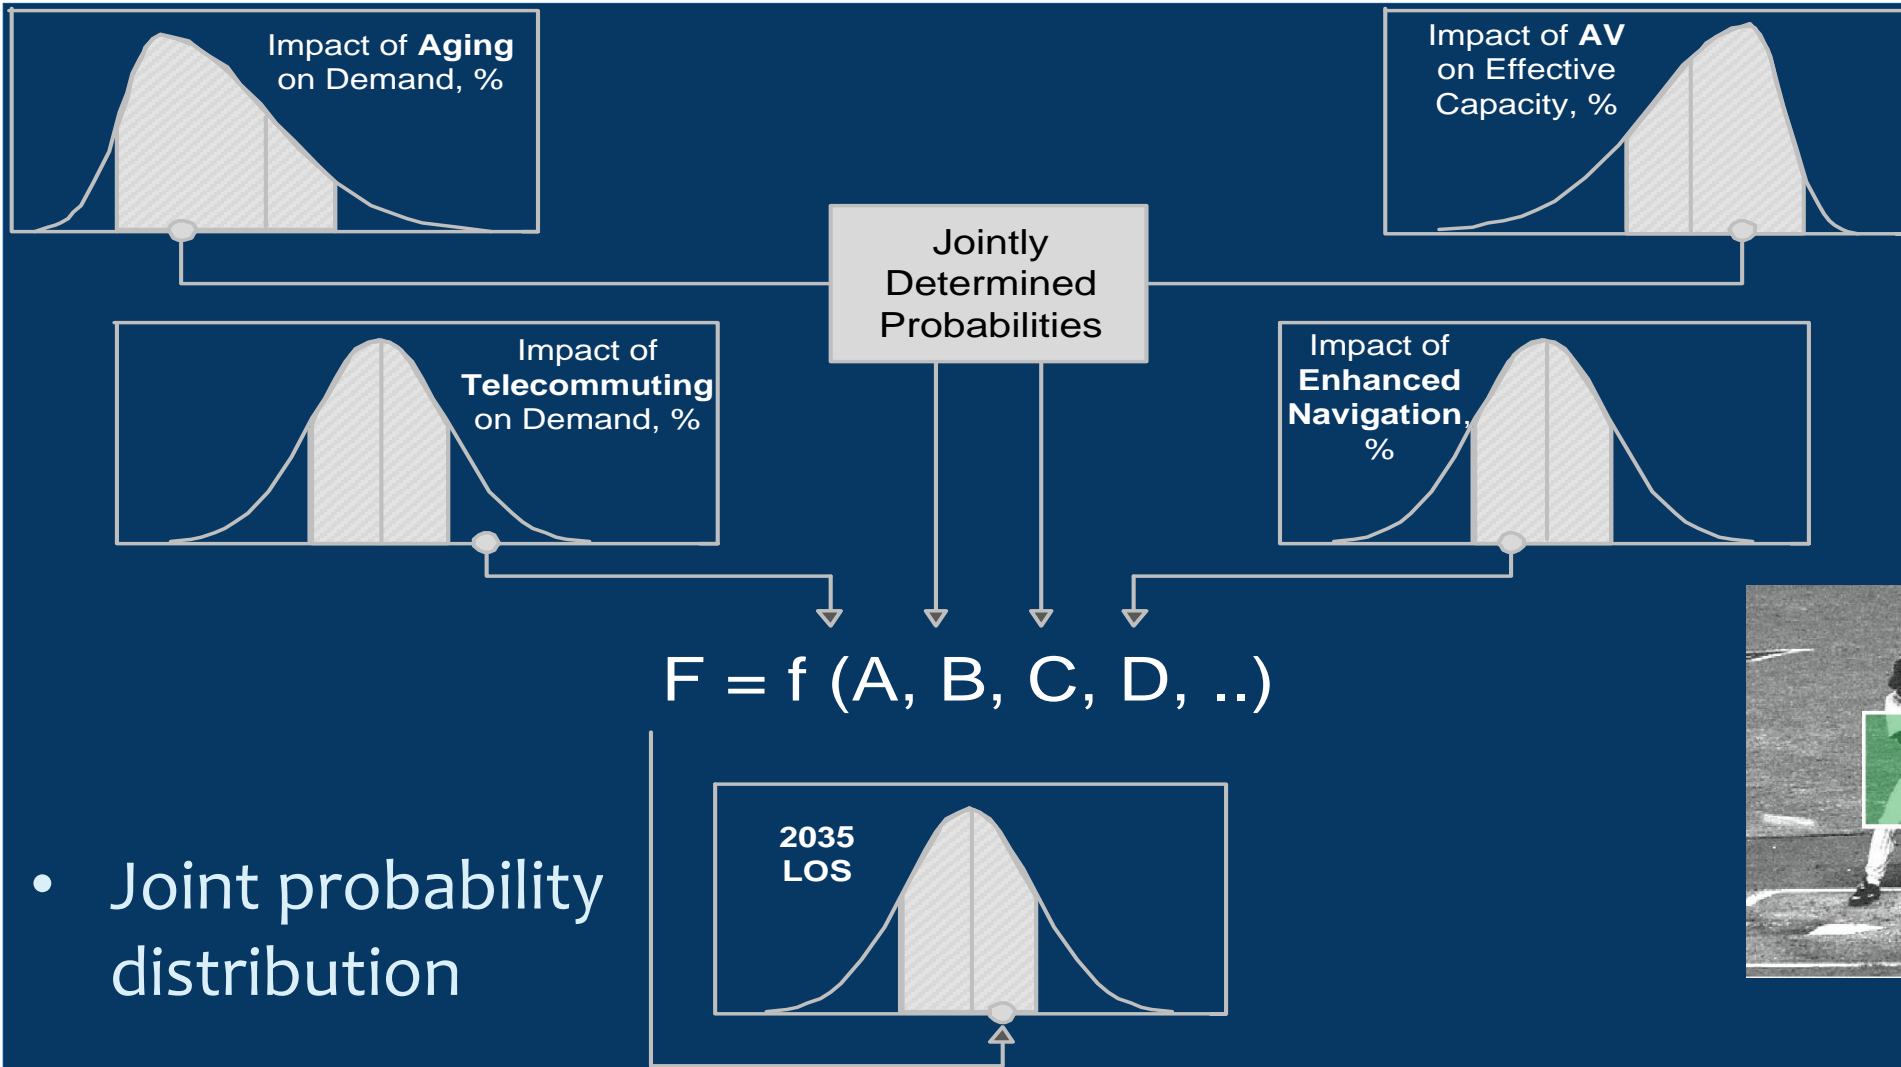 Impact of Aging
on Demand, %
Impact of AV
on Effective
Capacity, %
Jointly
Determined
Probabilities
Impact of
Telecommuting
on Demand, %
Impact of
Enhanced
Navigation,
%
F = f (A, B, C, D, ..)
2035
LOS
• Joint probability
distribution